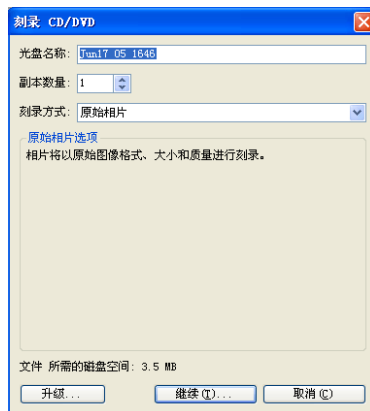 刻录 CD/DVD
光盘名称: Jun17 05 1646
副本数量: 1
刻录方式: 原始相片
原始相片选项
相片将以原始图像格式、大小和质量进行刻录。
文件 所需的磁盘空间: 3.5 MB
升级... 继续(T)... 取消(C)